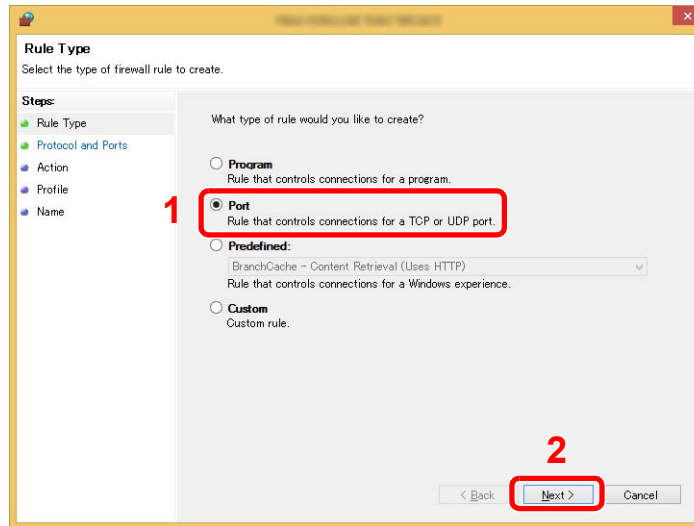 Rule Type
Select the type of firewall rule to create.
Steps:
Rule Type
Protocol and Ports
Action
Profile
Name
What type of rule would you like to create?
Program
Rule that controls connections for a program.
1
Port
Rule that controls connections for a TCP or UDP port.
Predefined:
BranchCache - Content Retrieval (Uses HTTP)
Rule that controls connections for a Windows experience.
Custom
Custom rule.
2
< Back
Next >
Cancel